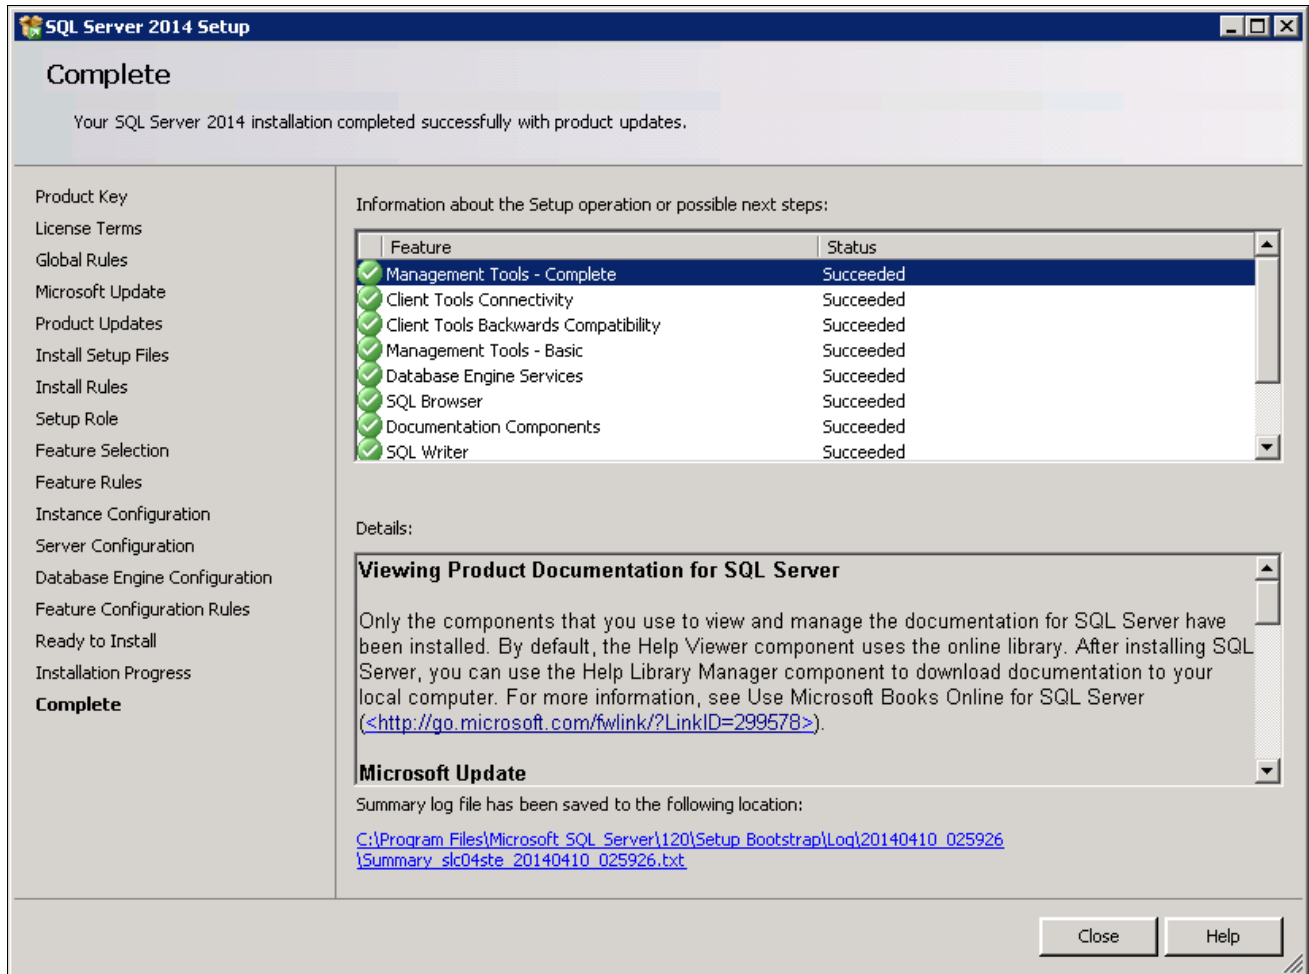 SQL Server 2014 Setup
Complete
Your SQL Server 2014 installation completed successfully with product updates.
Product Key
License Terms
Global Rules
Microsoft Update
Product Updates
Install Setup Files
Install Rules
Setup Role
Feature Selection
Feature Rules
Instance Configuration
Server Configuration
Database Engine Configuration
Feature Configuration Rules
Ready to Install
Installation Progress
Complete
Information about the Setup operation or possible next steps:
Feature Status
Management Tools - Complete Succeeded
Client Tools Connectivity Succeeded
Client Tools Backwards Compatibility Succeeded
Management Tools - Basic Succeeded
Database Engine Services Succeeded
SQL Browser Succeeded
Documentation Components Succeeded
SQL Writer Succeeded
Details:
Viewing Product Documentation for SQL Server
Only the components that you use to view and manage the documentation for SQL Server have
been installed. By default, the Help Viewer component uses the online library. After installing SQL
Server, you can use the Help Library Manager component to download documentation to your
local computer. For more information, see Use Microsoft Books Online for SQL Server
(<http://go.microsoft.com/fwlink/?LinkID=299578>).
Microsoft Update
Summary log file has been saved to the following location:
C:\Program Files\Microsoft SQL Server\120\Setup Bootstrap\Log\20140410_025926
\Summary_slc04ste_20140410_025926.txt
Close
Help